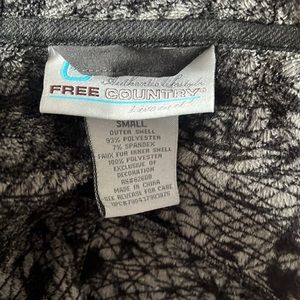 FREE COUNTRY®
SMALL
OUTER SHELL
93% POLYESTER
7% SPANDEX
FAUX FUR INNER SHELL
100% POLYESTER
EXCLUSIVE OF
DECORATION
MADE IN CHINA
SEE REVERSE FOR CARE